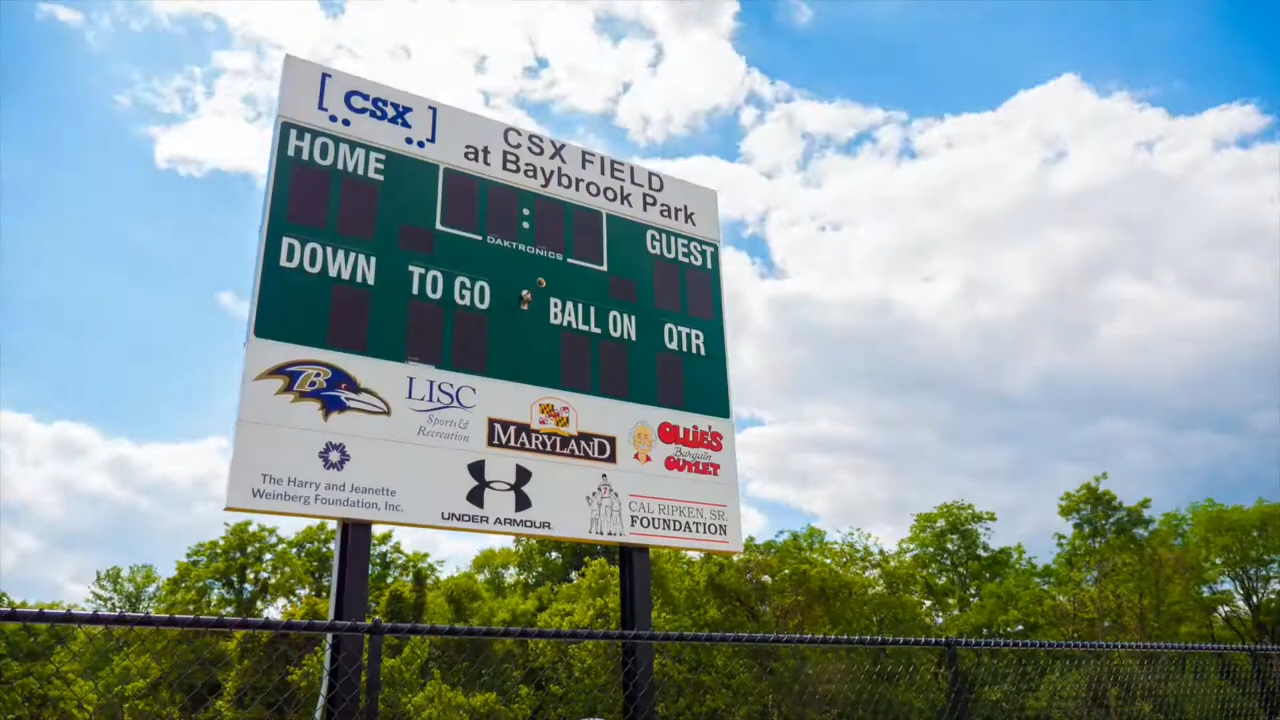 CSX
CSX FIELD
at Baybrook Park
HOME
:
DAKTRONICS
GUEST
DOWN
TO GO
BALL ON
QTR
B
LISC
Sports &
Recreation
MARYLAND
OLLIE'S
Bargain
OUTLET
The Harry and Jeanette
Weinberg Foundation, Inc.
UNDER ARMOUR.
CAL RIPKEN, SR.
FOUNDATION